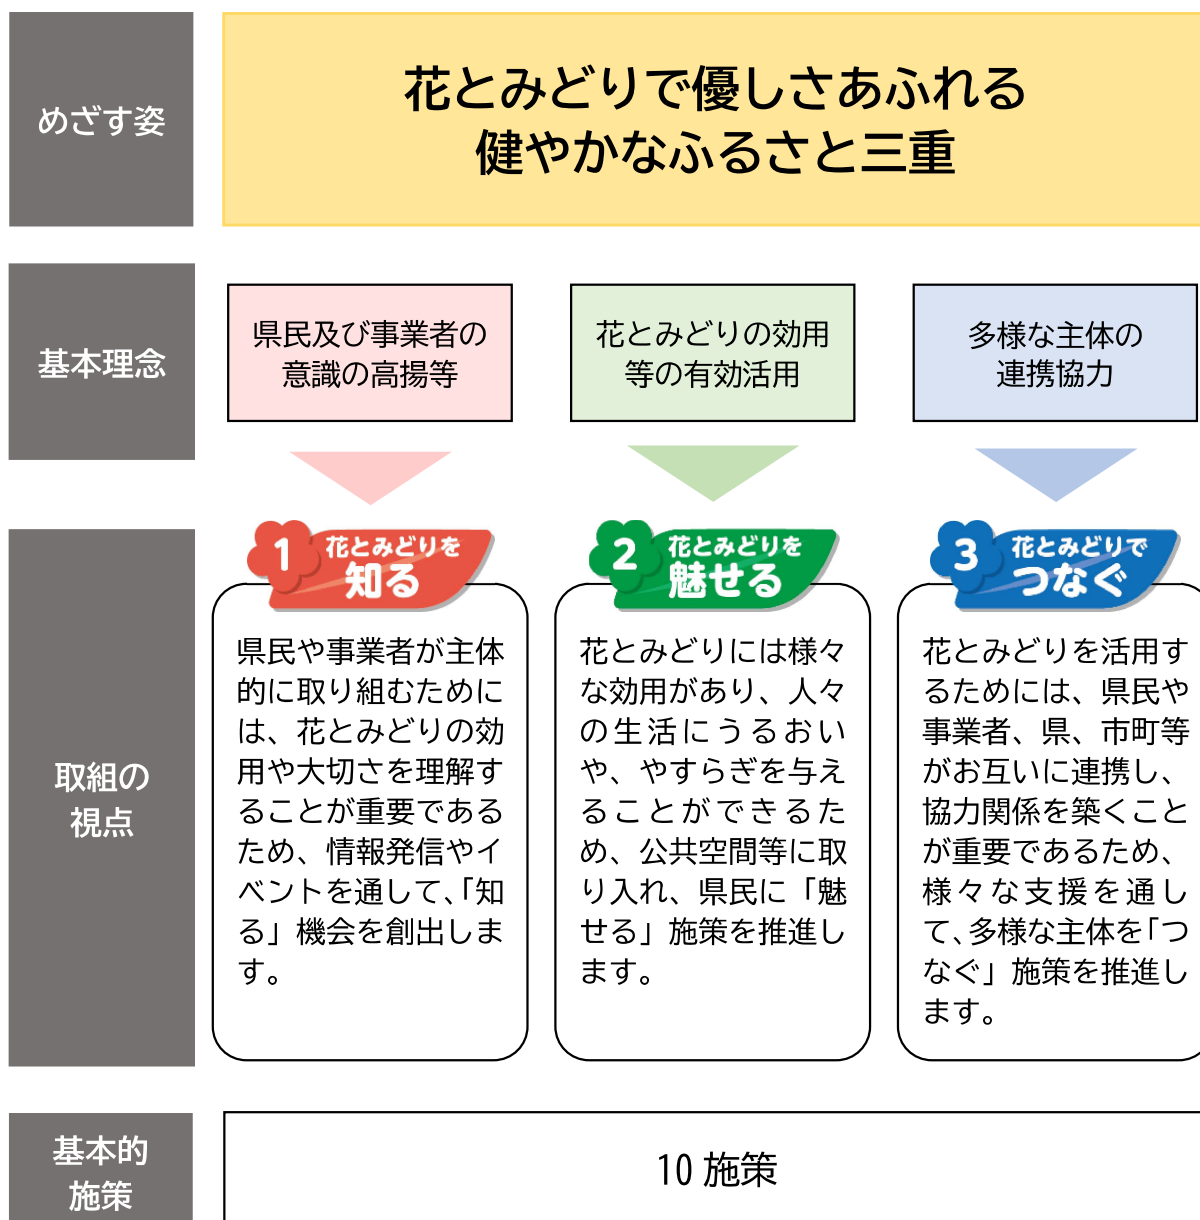 めざす姿
花とみどりで優しさあふれる
健やかなふるさと三重
基本理念
県民及び事業者の
意識の高揚等
花とみどりの効用
等の有効活用
多様な主体の
連携協力
取組の
視点
1 花とみどりを
知る
県民や事業者が主体
的に取り組むために
は、花とみどりの効
用や大切さを理解す
ることが重要である
ため、情報発信やイ
ベントを通して、「知
る」機会を創出しま
す。
2 花とみどりを
魅せる
花とみどりには様々
な効用があり、人々
の生活にうるおい
や、やすらぎを与え
ることができるた
め、公共空間等に取
り入れ、県民に「魅
せる」施策を推進し
ます。
3 花とみどりで
つなぐ
花とみどりを活用す
るためには、県民や
事業者、県、市町等
がお互いに連携し、
協力関係を築くこと
が重要であるため、
様々な支援を通し
て、多様な主体を「つ
なぐ」施策を推進し
ます。
基本的
施策
10 施策